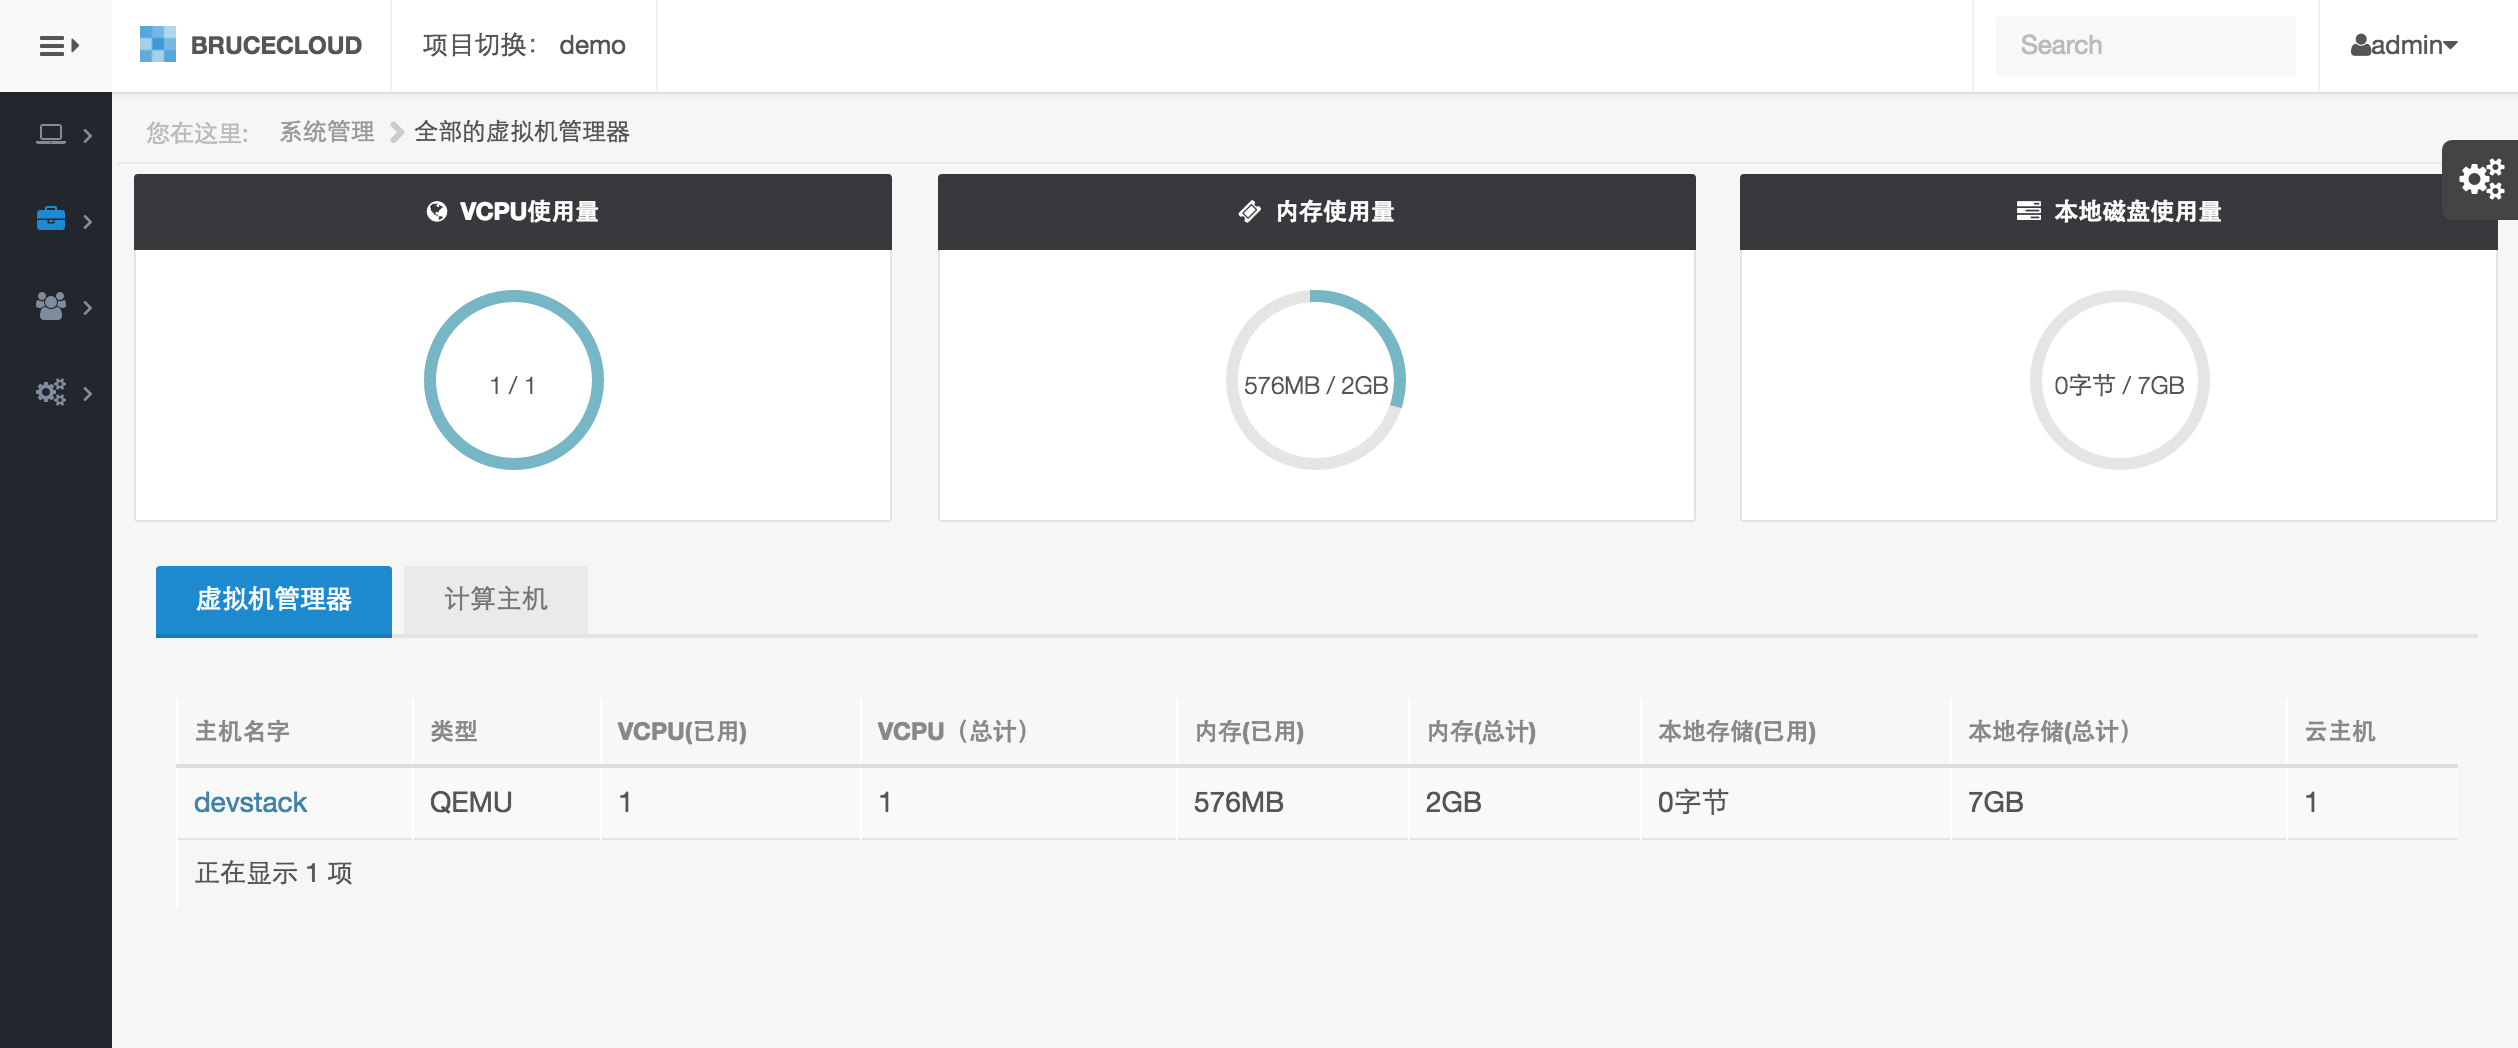 BRUCECLOUD
项目切换： demo
Search
admin
您在这里:
系统管理
全部的虚拟机管理器
VCPU使用量
内存使用量
本地磁盘使用量
1 / 1
576MB / 2GB
0字节 / 7GB
虚拟机管理器
计算主机
主机名字 类型 VCPU(已用) VCPU（总计） 内存(已用) 内存(总计) 本地存储(已用) 本地存储(总计） 云主机
devstack QEMU 1 1 576MB 2GB 0字节 7GB 1
正在显示 1 项